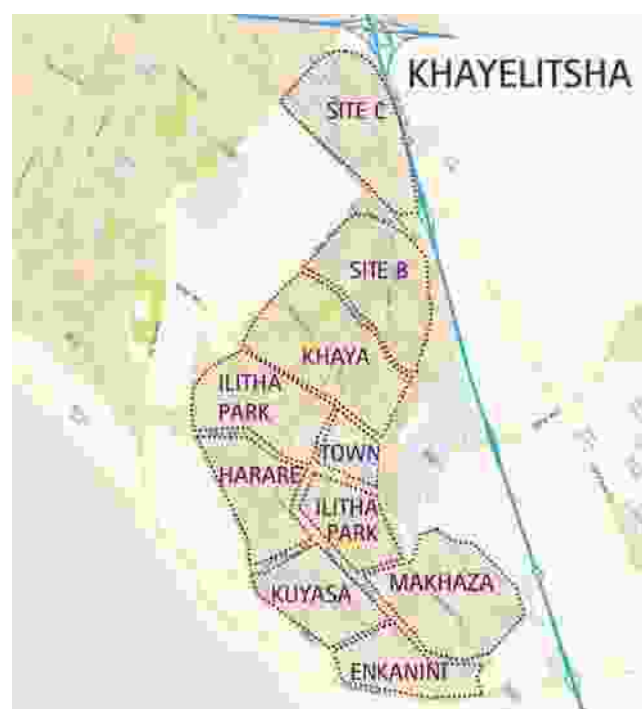 KHAYELITSHA
SITE C
SITE B
KHAYA
ILITHA
PARK
TOWN
HARARE
ILITHA
PARK
MAKHAZA
KUYASA
ENKANINI